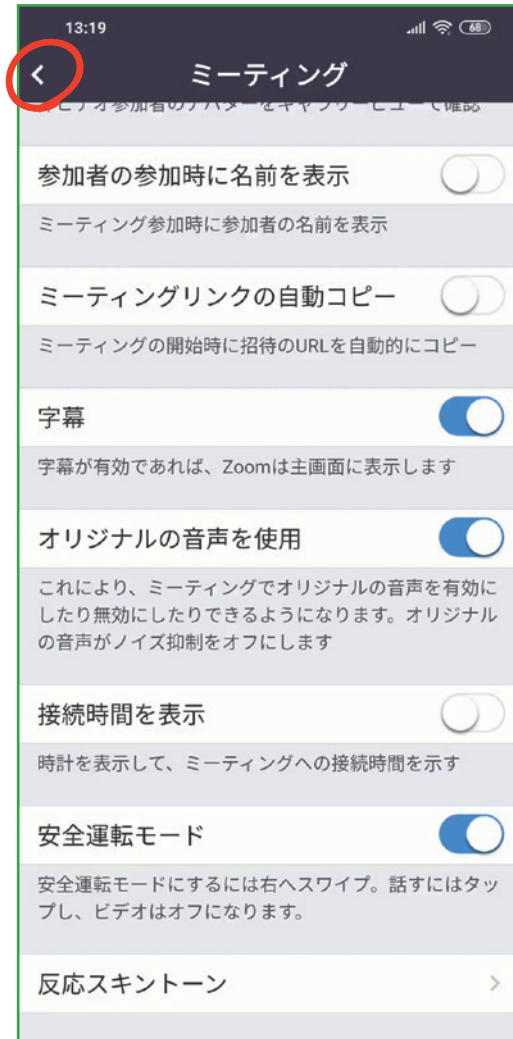 13:19
68
ミーティング
参加者の参加時に名前を表示
ミーティング参加時に参加者の名前を表示
ミーティングリンクの自動コピー
ミーティングの開始時に招待のURLを自動的にコピー
字幕
字幕が有効であれば、Zoomは主画面に表示します
オリジナルの音声を使用
これにより、ミーティングでオリジナルの音声を有効に
したり無効にしたりできるようになります。オリジナル
の音声がノイズ抑制をオフにします
接続時間を表示
時計を表示して、ミーティングへの接続時間を示す
安全運転モード
安全運転モードにするには右へスワイプ。話すにはタッ
プし、ビデオはオフになります。
反応スキントーン